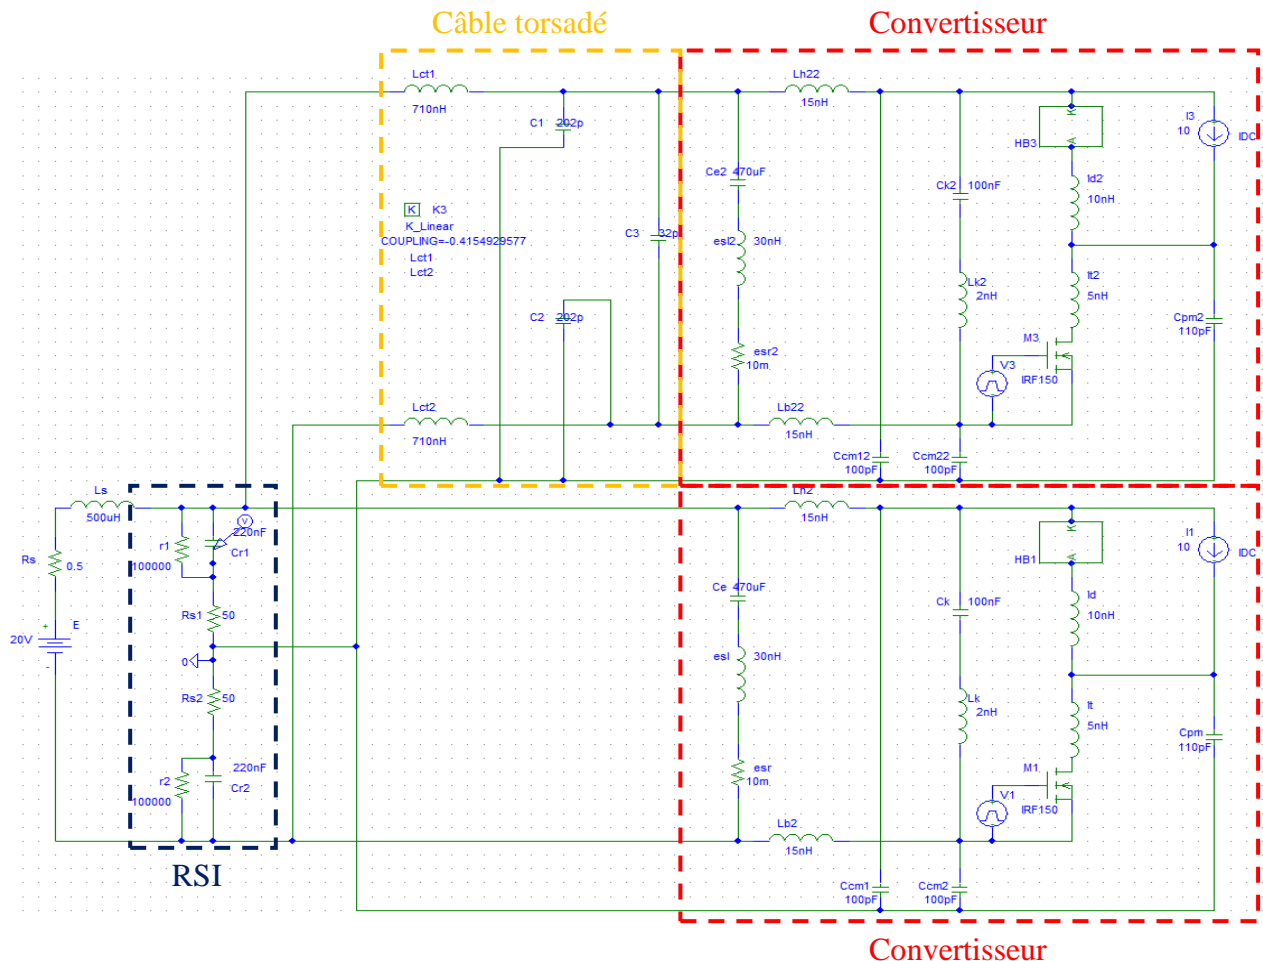 Câble torsadé
Convertisseur
Lct1
710nH
C1 202p
K K3
K_Linear
COUPLING=-0.4154929577
Lct1
Lct2
C3 32p
C2 202p
Lct2
710nH
Lh22
15nH
Ce2 470uF
esl2 30nH
esr2
10m
Lb22
15nH
Ck2 100nF
Lk2
2nH
K
A
HB3
ld2
10nH
lt2
5nH
M3
IRF150
V3
I3
10
IDC
Cpm2
110pF
Ccm12
100pF
Ccm22
100pF
Ls
500uH
Rs
0.5
20V
+
E
-
r1
100000
V
220nF
Cr1
Rs1 50
0
Rs2 50
220nF
r2
Cr2
100000
RSI
Lh2
15nH
Ce 470uF
esl 30nH
esr
10m
Lb2
15nH
Ck 100nF
Lk
2nH
K
A
HB1
ld
10nH
lt
5nH
M1
IRF150
V1
I1
10
IDC
Cpm
110pF
Ccm1
100pF
Ccm2
100pF
Convertisseur